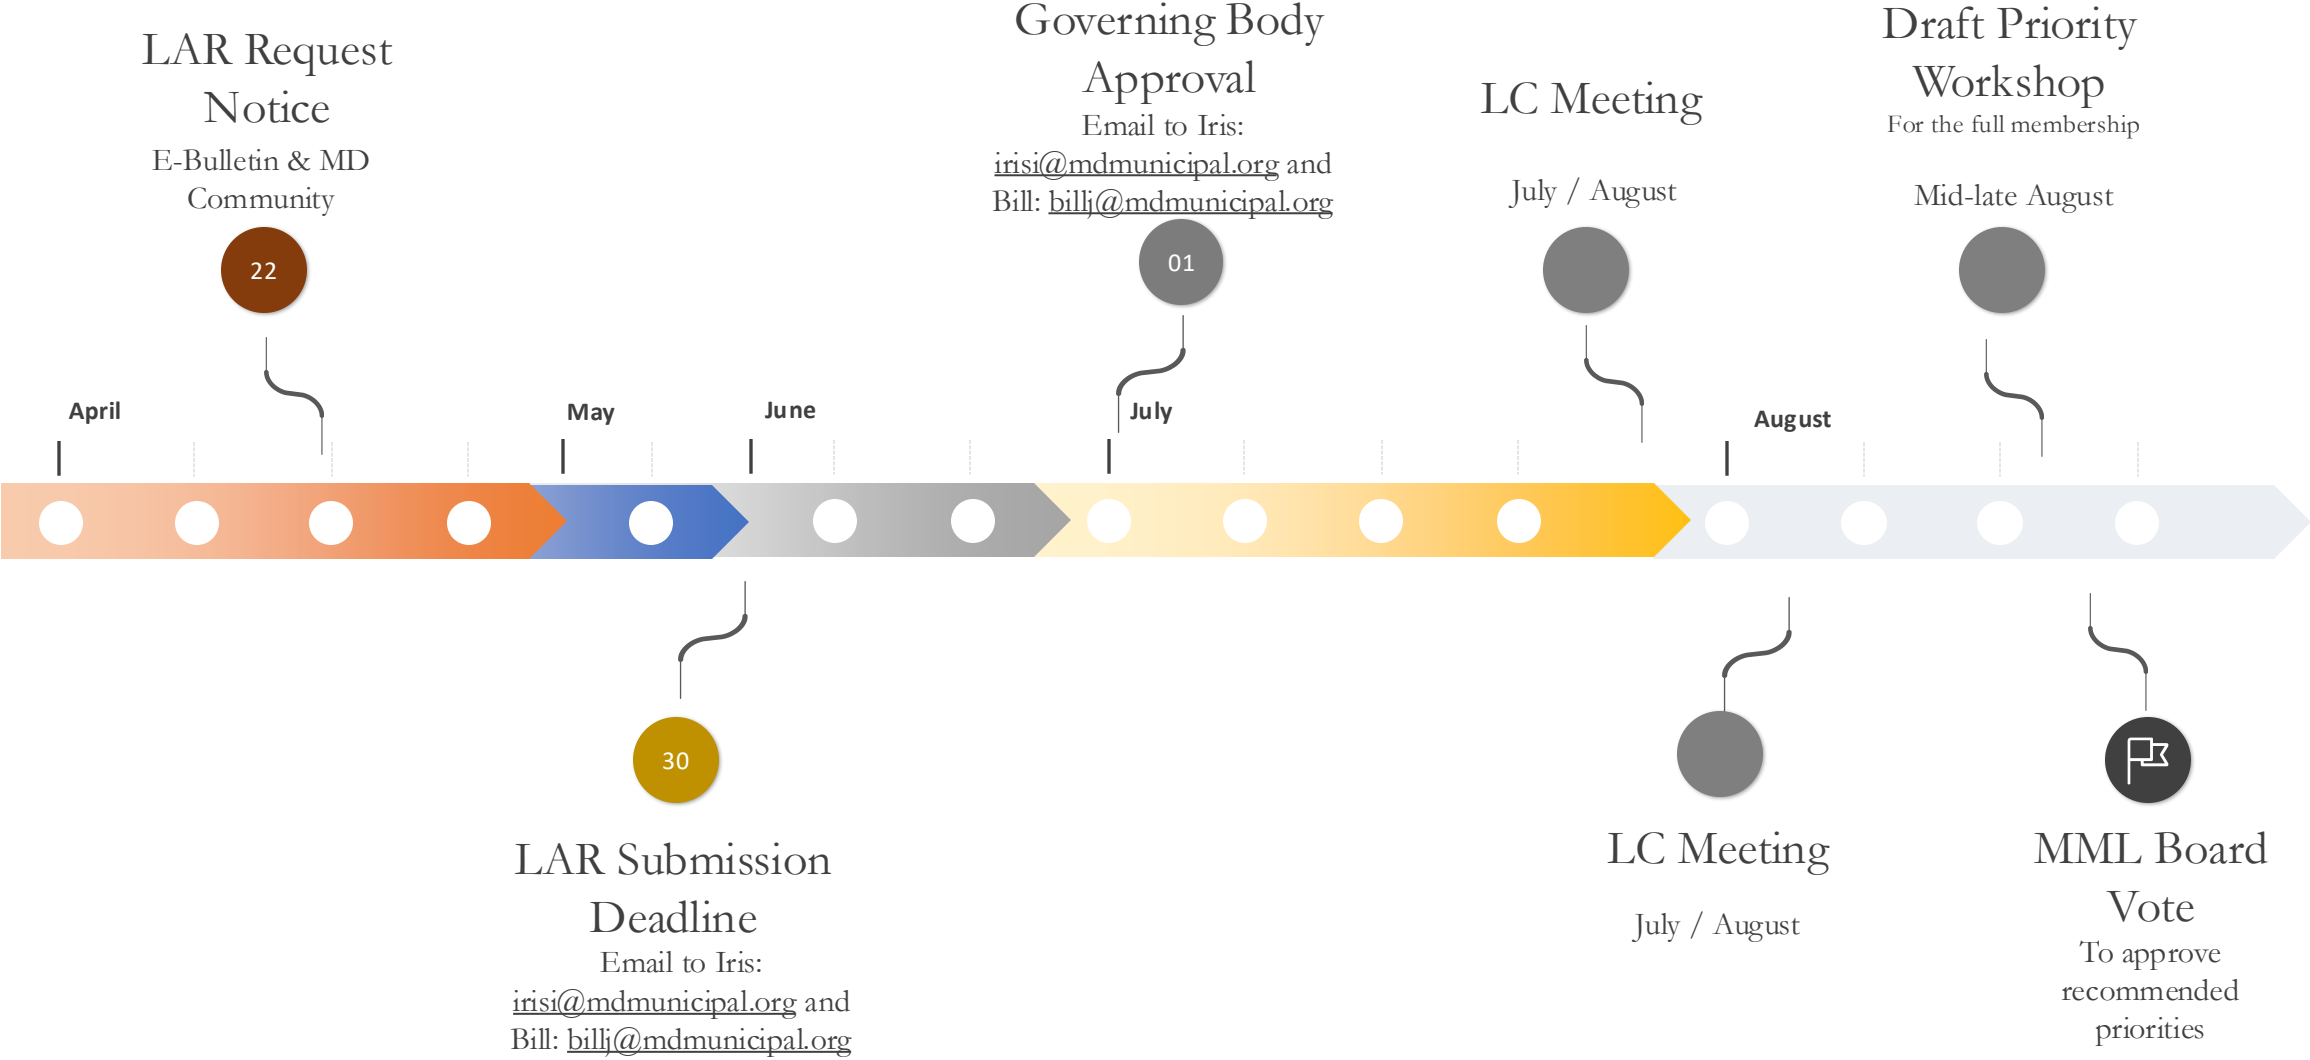 LAR Request
Notice
E-Bulletin & MD
Community
22
Governing Body
Approval
Email to Iris:
irisi@mdmunicipal.org and
Bill: billj@mdmunicipal.org
01
LC Meeting
July / August
Draft Priority
Workshop
For the full membership
Mid-late August
April
May
June
July
August
30
LAR Submission
Deadline
Email to Iris:
irisi@mdmunicipal.org and
Bill: billj@mdmunicipal.org
LC Meeting
July / August
MML Board
Vote
To approve
recommended
priorities